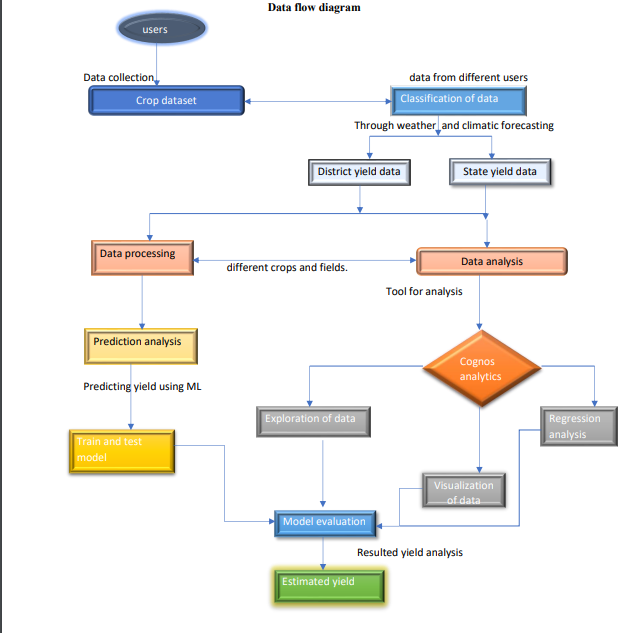 Data flow diagram
users
Data collection
data from different users
Crop dataset
Classification of data
Through weather and climatic forecasting
District yield data
State yield data
Data processing
Data analysis
different crops and fields.
Tool for analysis
Prediction analysis
Cognos
analytics
Predicting yield using ML
Exploration of data
Regression
analysis
Train and test
model
Visualization
of data
Model evaluation
Resulted yield analysis
Estimated yield